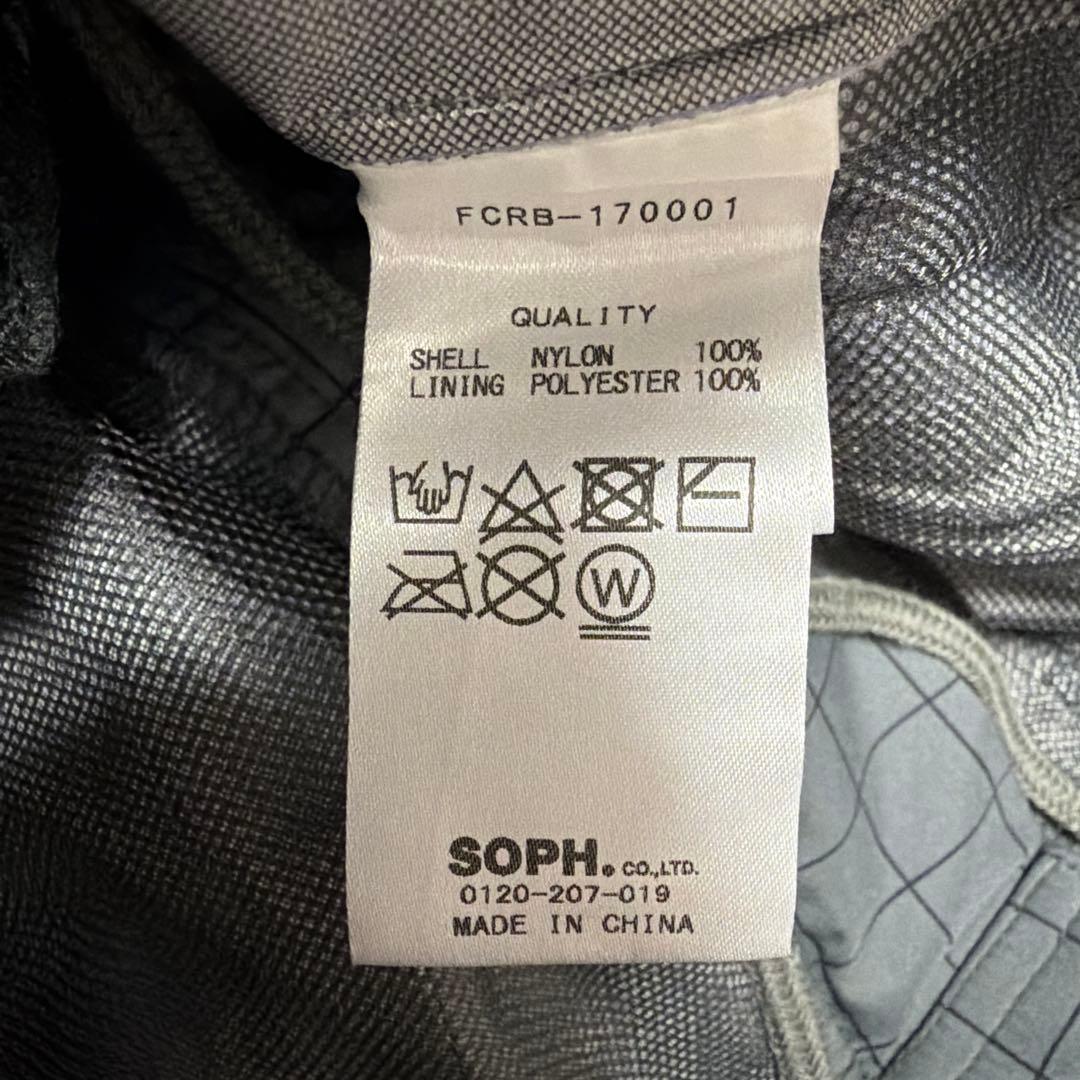 FCRB-170001
QUALITY
SHELL NYLON 100%
LINING POLYESTER 100%
W
SOPH. CO.,LTD.
0120-207-019
MADE IN CHINA